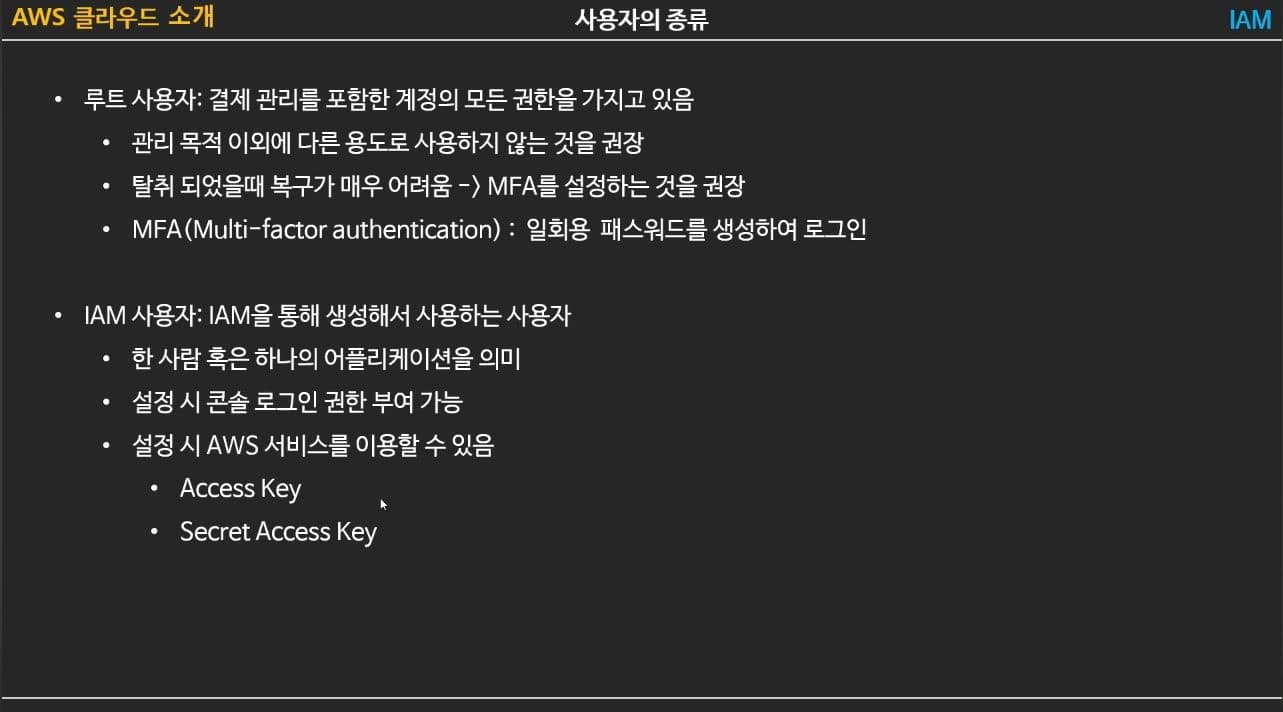 AWS 클라우드 소개
사용자의 종류
IAM
• 루트 사용자: 결제 관리를 포함한 계정의 모든 권한을 가지고 있음
• 관리 목적 이외에 다른 용도로 사용하지 않는 것을 권장
• 탈취 되었을때 복구가 매우 어려움 -> MFA를 설정하는 것을 권장
• MFA(Multi-factor authentication) : 일회용 패스워드를 생성하여 로그인
• IAM 사용자: IAM을 통해 생성해서 사용하는 사용자
• 한 사람 혹은 하나의 어플리케이션을 의미
• 설정 시 콘솔 로그인 권한 부여 가능
• 설정 시 AWS 서비스를 이용할 수 있음
• Access Key
• Secret Access Key